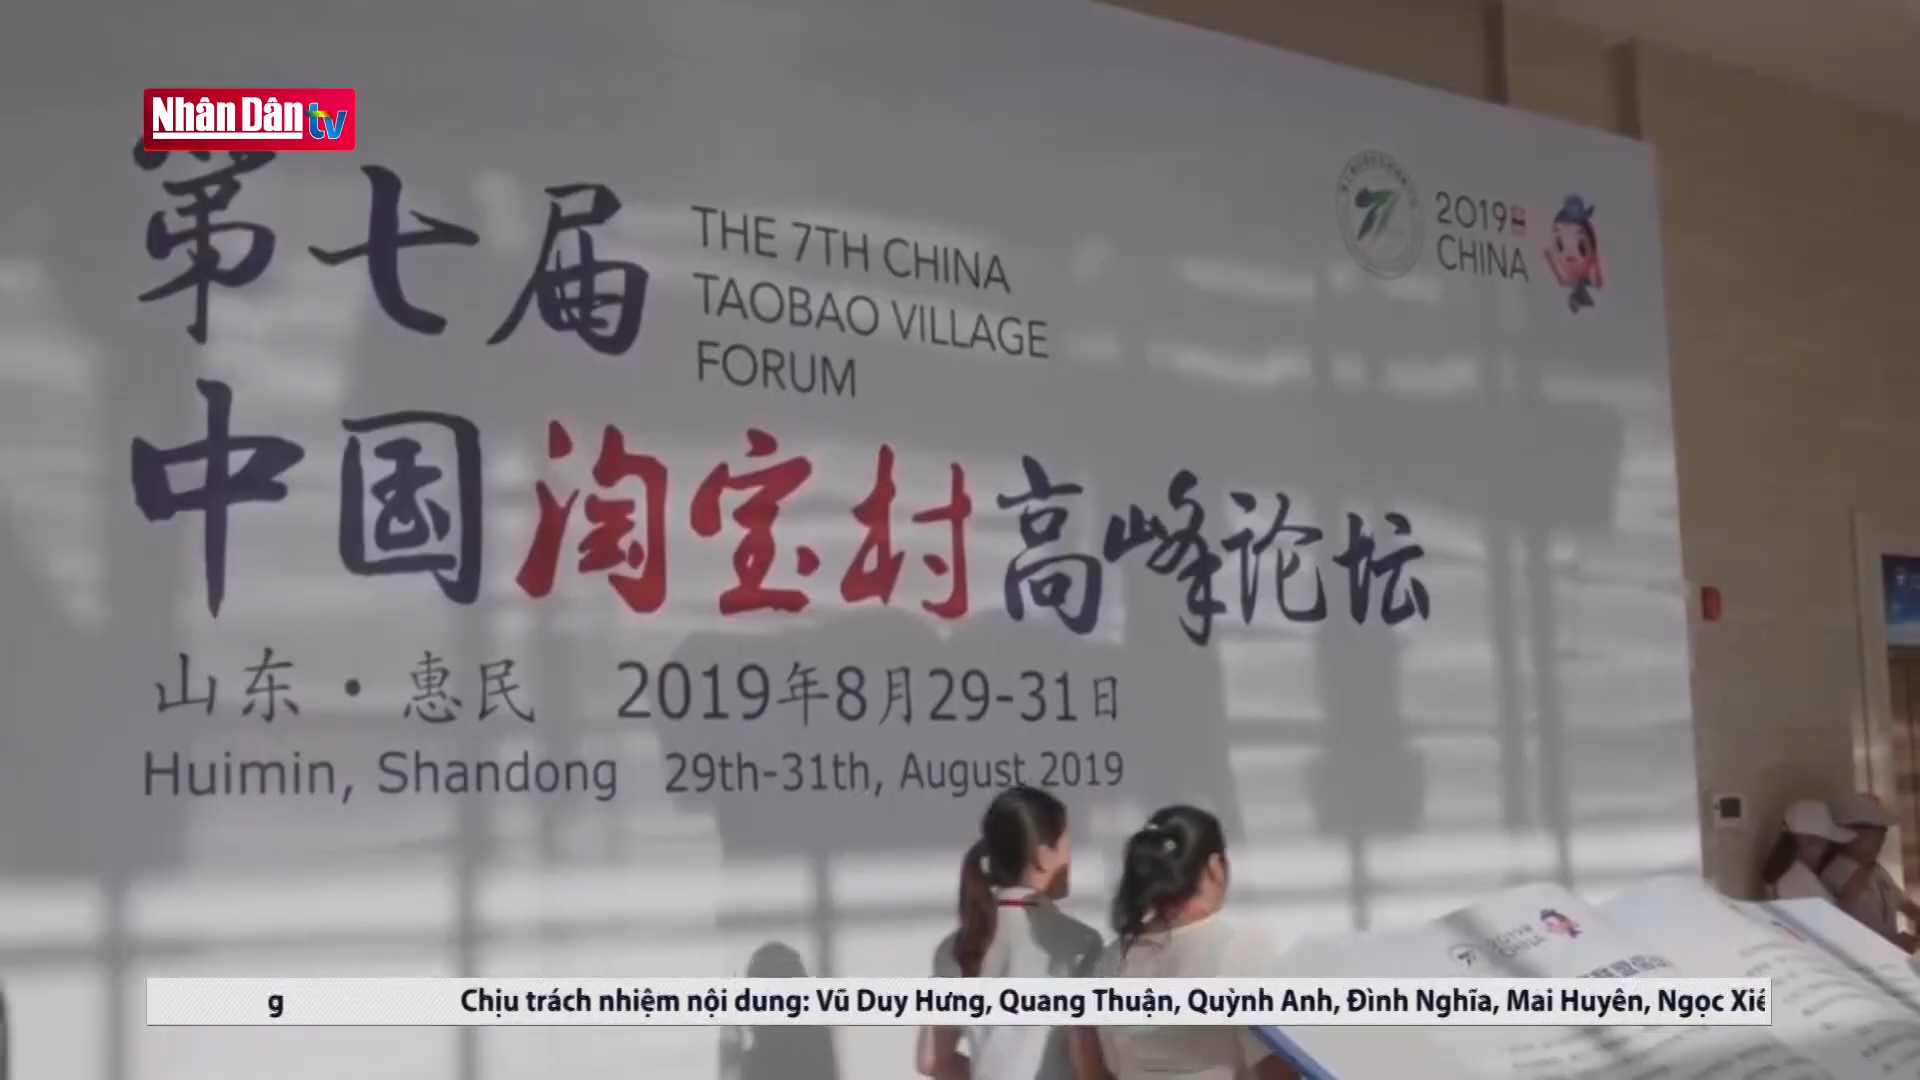 Nhân Dân tv
第七届
THE 7TH CHINA
TAOBAO VILLAGE
FORUM
2019
CHINA
中国淘宝村高峰论坛
山东·惠民 2019年8月29-31日
Huimin, Shandong 29th-31th, August 2019
2019
CHINA
g Chịu trách nhiệm nội dung: Vũ Duy Hưng, Quang Thuận, Quỳnh Anh, Đình Nghĩa, Mai Huyên, Ngọc